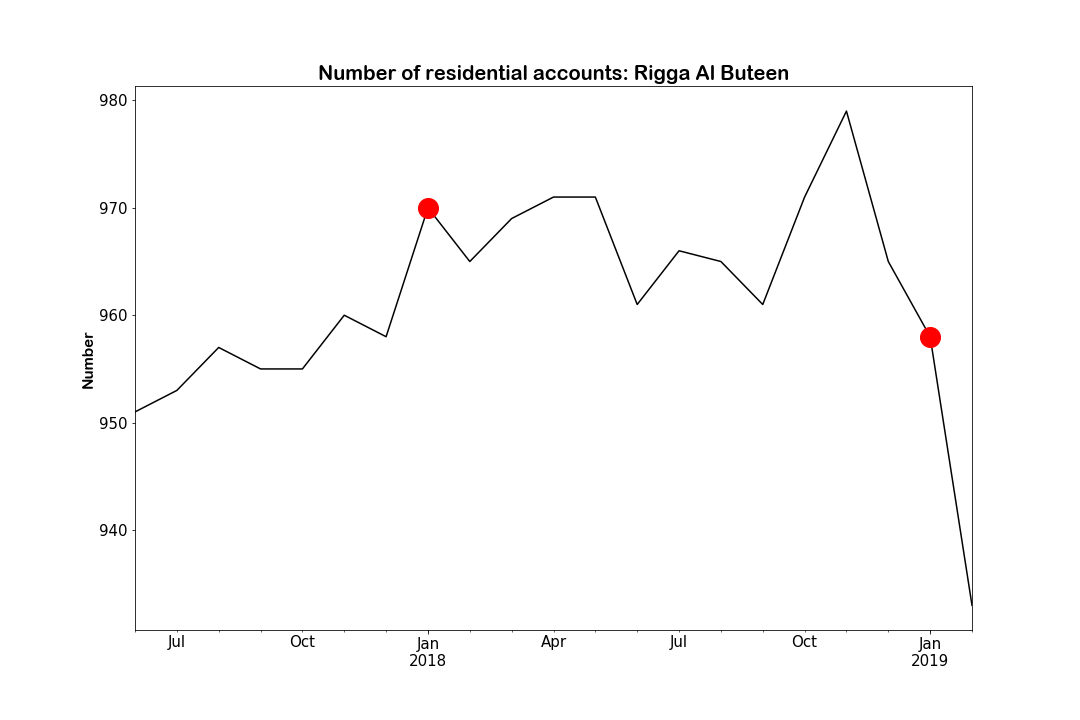 Number of residential accounts: Rigga Al Buteen
980
970
960
950
940
Number
Jul
Oct
Jan
2018
Apr
Jul
Oct
Jan
2019